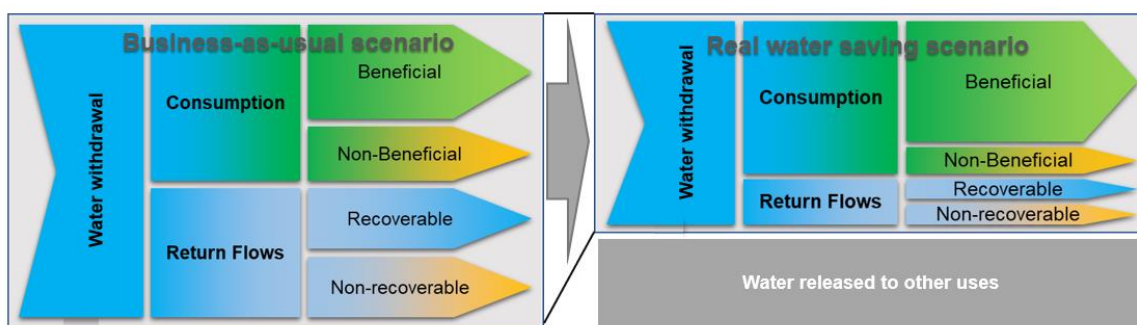 Business-as-usual scenario
Water withdrawal
Consumption
Beneficial
Non-Beneficial
Return Flows
Recoverable
Non-recoverable
Real water saving scenario
Water withdrawal
Consumption
Beneficial
Non-Beneficial
Return Flows
Recoverable
Non-recoverable
Water released to other uses